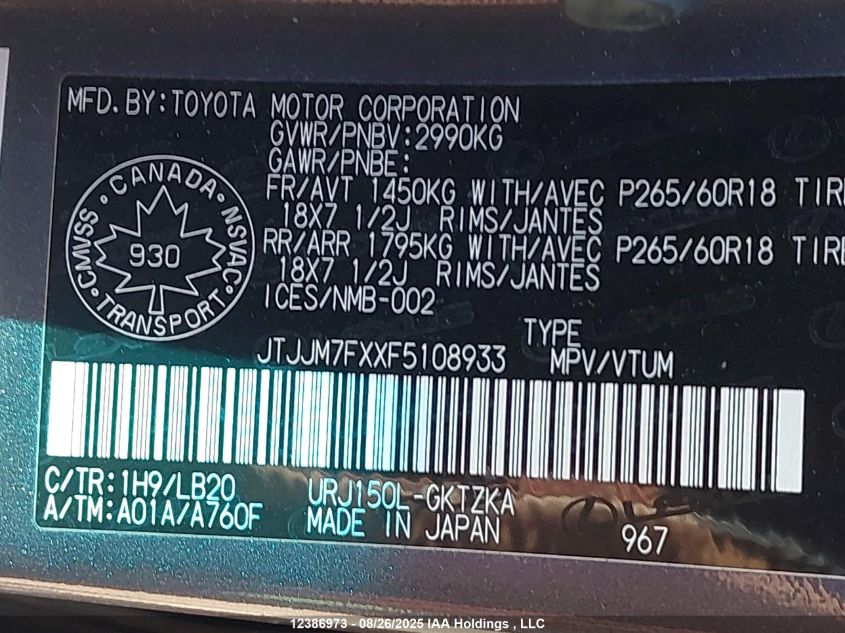 MFD. BY:TOYOTA MOTOR CORPORATION
GVWR/PNBV:2990KG
GAWR/PNBE:
FR/AVT 1450KG WITH/AVEC P265/60R18 TIRE
18X7 1/2J RIMS/JANTES
RR/ARR 1795KG WITH/AVEC P265/60R18 TIRE
18X7 1/2J RIMS/JANTES
ICES/NMB-002
CANADA
CMVSS NSVAC
930
TRANSPORT
TYPE
JTJJM7FXXF5108933 MPV/VTUM
C/TR:1H9/LB20 URJ150L-GKTZKA
A/TM:A01A/A760F MADE IN JAPAN 967
12386973 - 08/26/2025 IAA Holdings , LLC